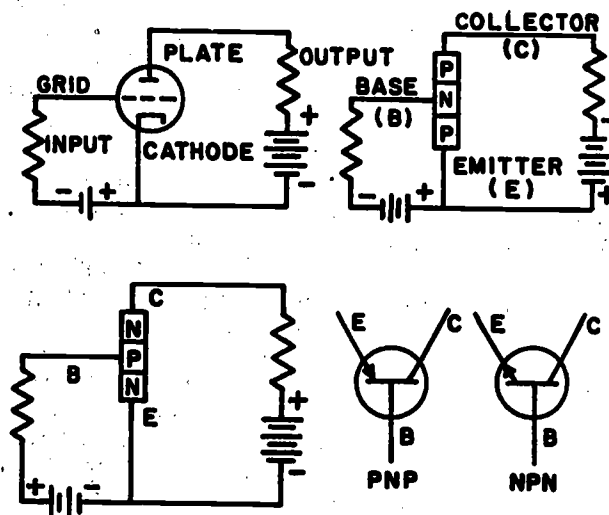 PLATE
OUTPUT
GRID
INPUT
CATHODE
+
-
- +
COLLECTOR
(C)
P
N
P
BASE
(B)
EMITTER
(E)
-
+
- +
C
N
P
N
B
E
+
-
+ -
E C
B
PNP
E C
B
NPN